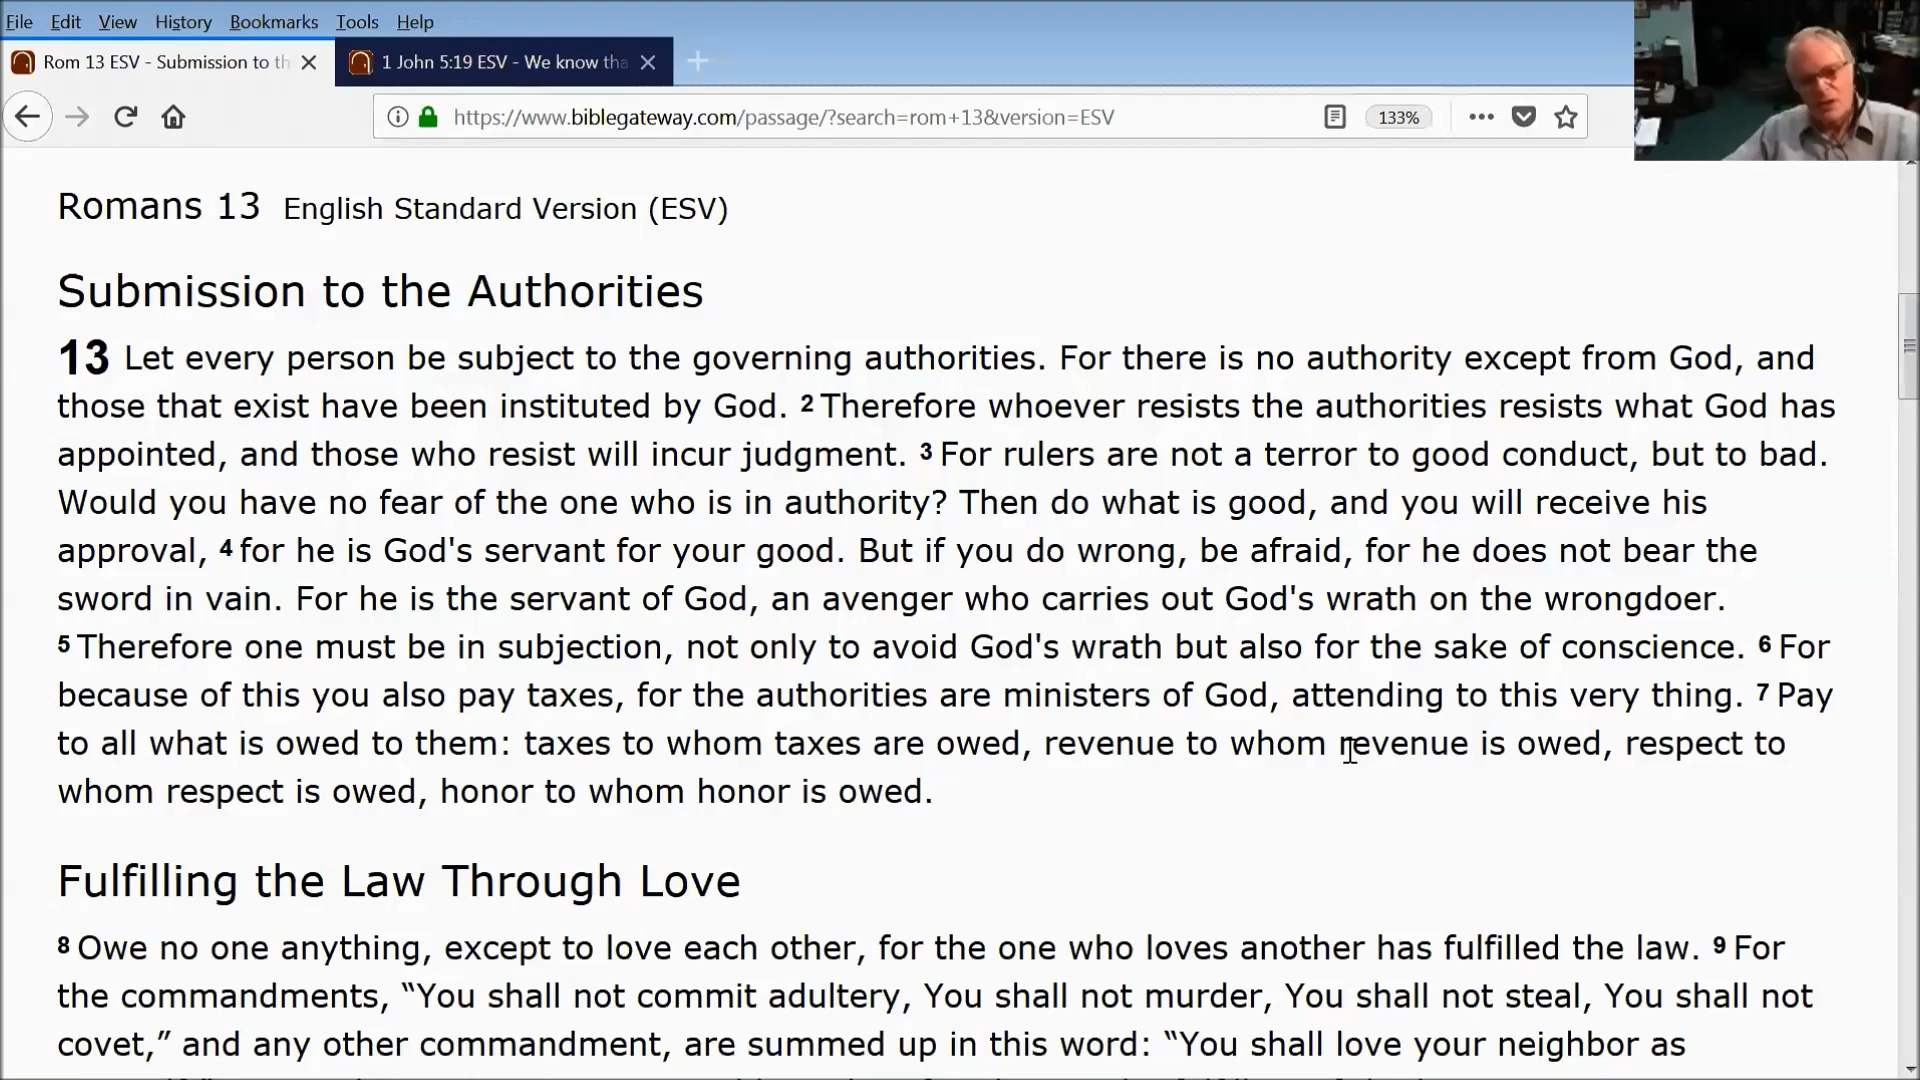 File Edit View History Bookmarks Tools Help
Rom 13 ESV - Submission to th
1 John 5:19 ESV - We know tha
https://www.biblegateway.com/passage/?search=rom+13&version=ESV
133%
Romans 13 English Standard Version (ESV)
Submission to the Authorities
13 Let every person be subject to the governing authorities. For there is no authority except from God, and
those that exist have been instituted by God. 2 Therefore whoever resists the authorities resists what God has
appointed, and those who resist will incur judgment. 3 For rulers are not a terror to good conduct, but to bad.
Would you have no fear of the one who is in authority? Then do what is good, and you will receive his
approval, 4 for he is God's servant for your good. But if you do wrong, be afraid, for he does not bear the
sword in vain. For he is the servant of God, an avenger who carries out God's wrath on the wrongdoer.
5 Therefore one must be in subjection, not only to avoid God's wrath but also for the sake of conscience. 6 For
because of this you also pay taxes, for the authorities are ministers of God, attending to this very thing. 7 Pay
to all what is owed to them: taxes to whom taxes are owed, revenue to whom revenue is owed, respect to
whom respect is owed, honor to whom honor is owed.
Fulfilling the Law Through Love
8 Owe no one anything, except to love each other, for the one who loves another has fulfilled the law. 9 For
the commandments, “You shall not commit adultery, You shall not murder, You shall not steal, You shall not
covet,” and any other commandment, are summed up in this word: “You shall love your neighbor as